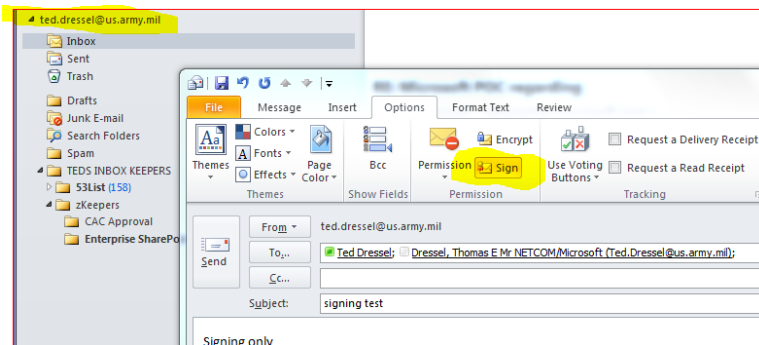 ted.dressel@us.army.mil
Inbox
Sent
Trash
Drafts
Junk E-mail
Search Folders
Spam
TEDS INBOX KEEPERS
53List (158)
zKeepers
CAC Approval
Enterprise SharePo
RE: Microsoft POC regarding
File Message Insert Options Format Text Review
Colors
Fonts
Effects
Themes
Page Color
Themes
Bcc
Show Fields
Permission
Encrypt
Sign
Permission
Use Voting Buttons
Request a Delivery Receipt
Request a Read Receipt
Tracking
Send
From ted.dressel@us.army.mil
To... Ted Dressel; Dressel, Thomas E Mr NETCOM/Microsoft (Ted.Dressel@us.army.mil);
Cc...
Subject: signing test
Signing only